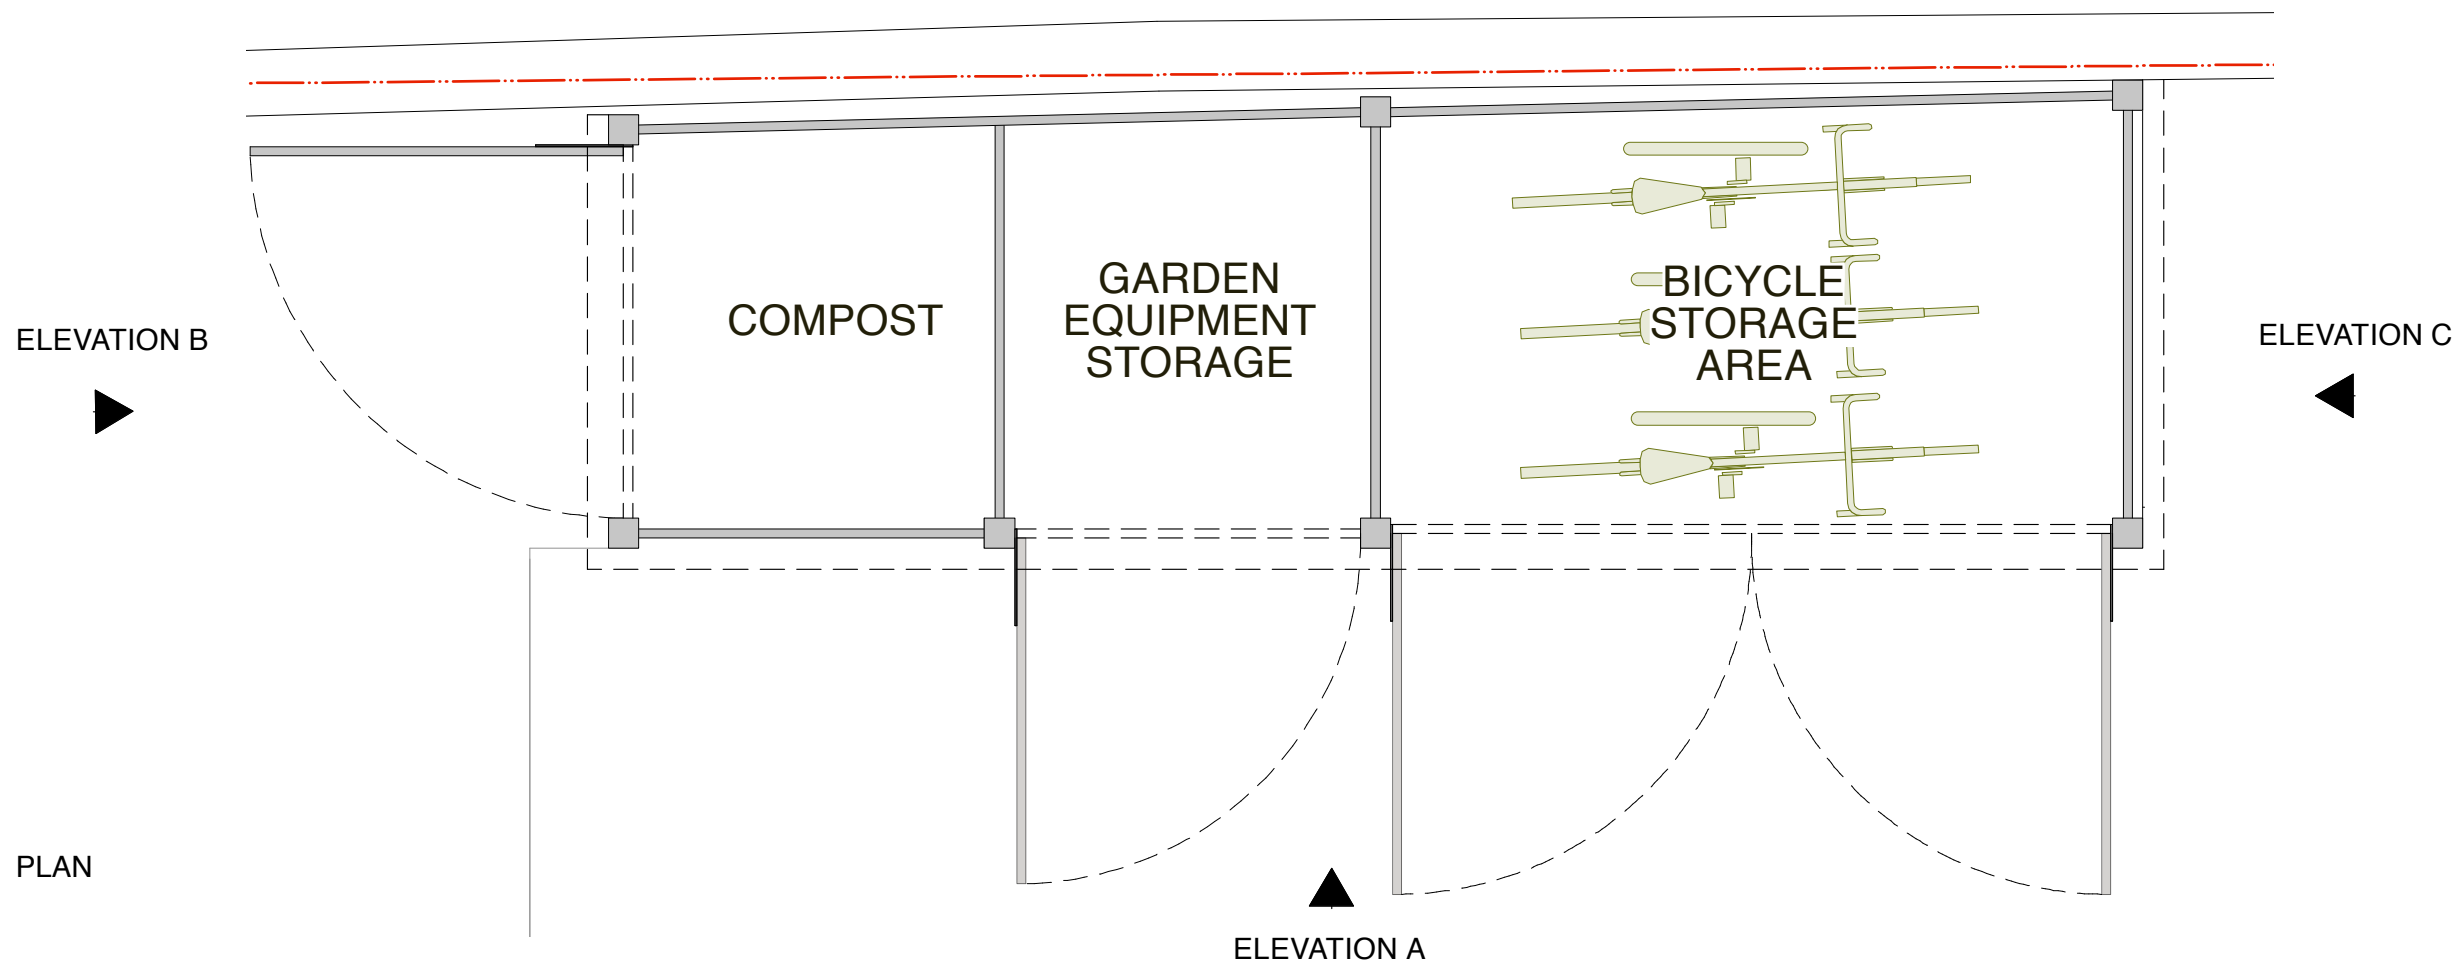 GARDEN
EQUIPMENT
STORAGE
COMPOST
BICYCLE
STORAGE
AREA
ELEVATION B
ELEVATION C
PLAN
ELEVATION A